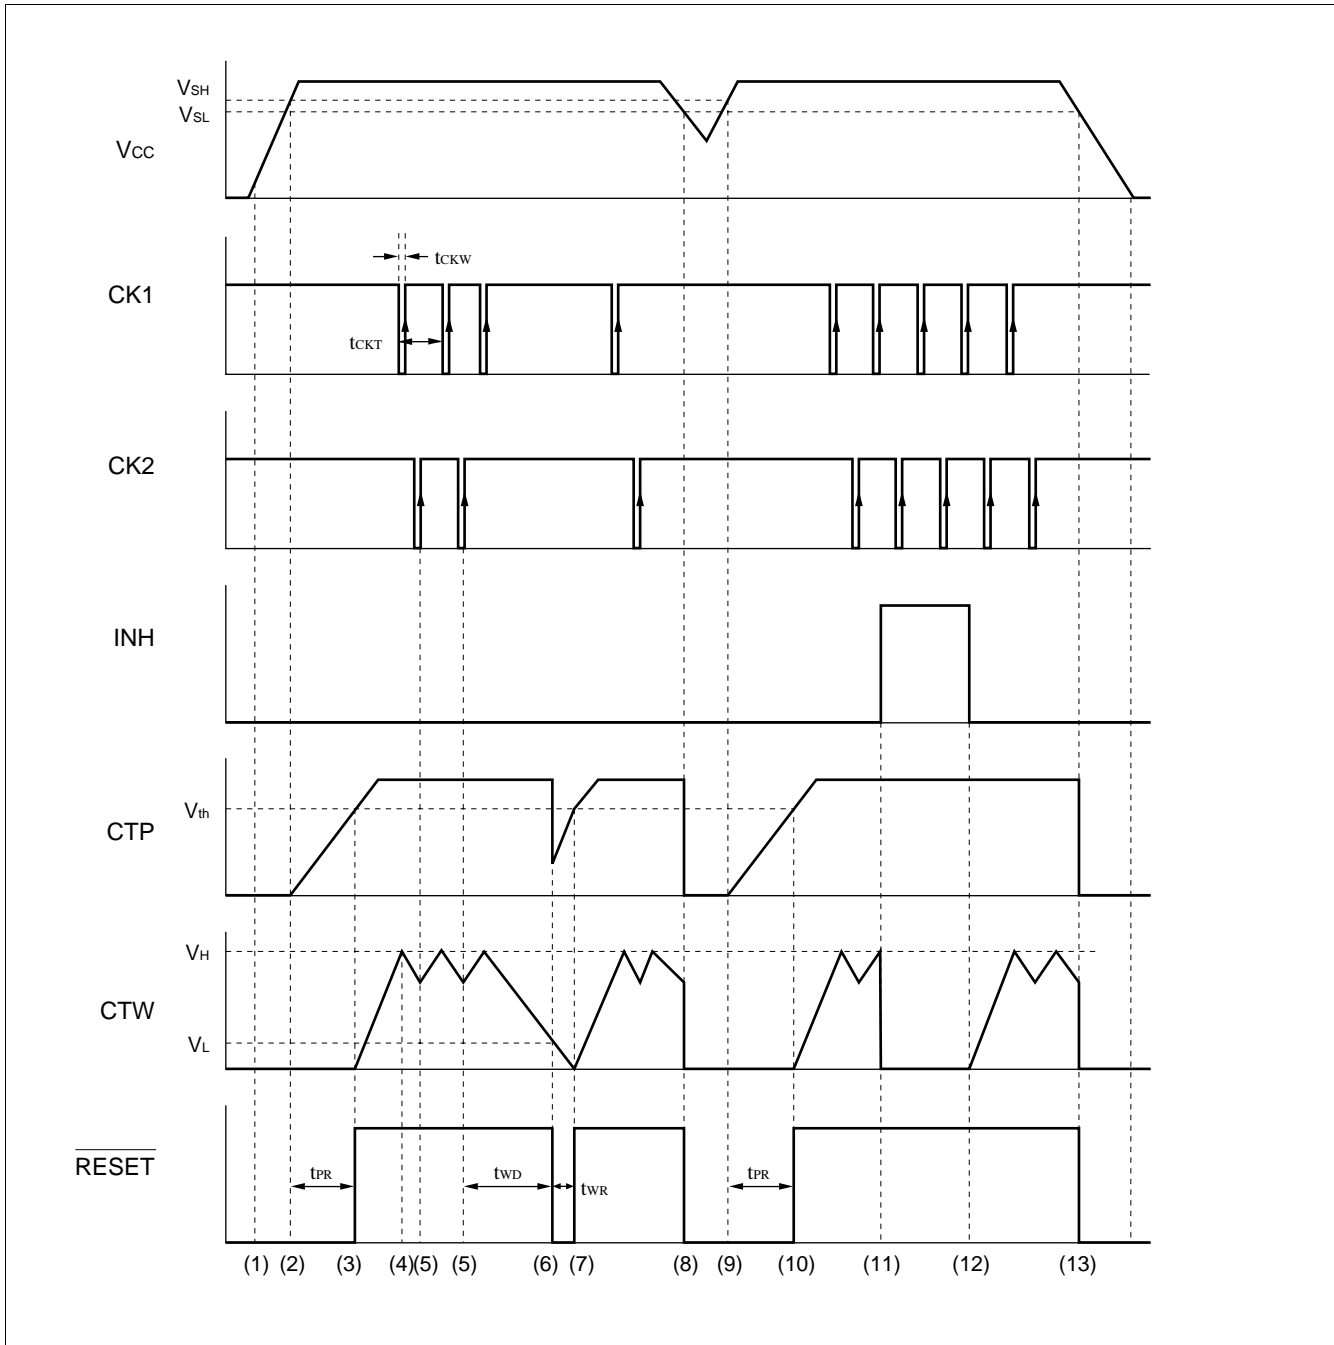 VSH
VSL
VCC
tCKW
CK1
tCKT
CK2
INH
Vth
CTP
VH
CTW
VL
RESET
tPR
tWD
tWR
tPR
(1) (2) (3) (4)(5) (5) (6) (7) (8) (9) (10) (11) (12) (13)